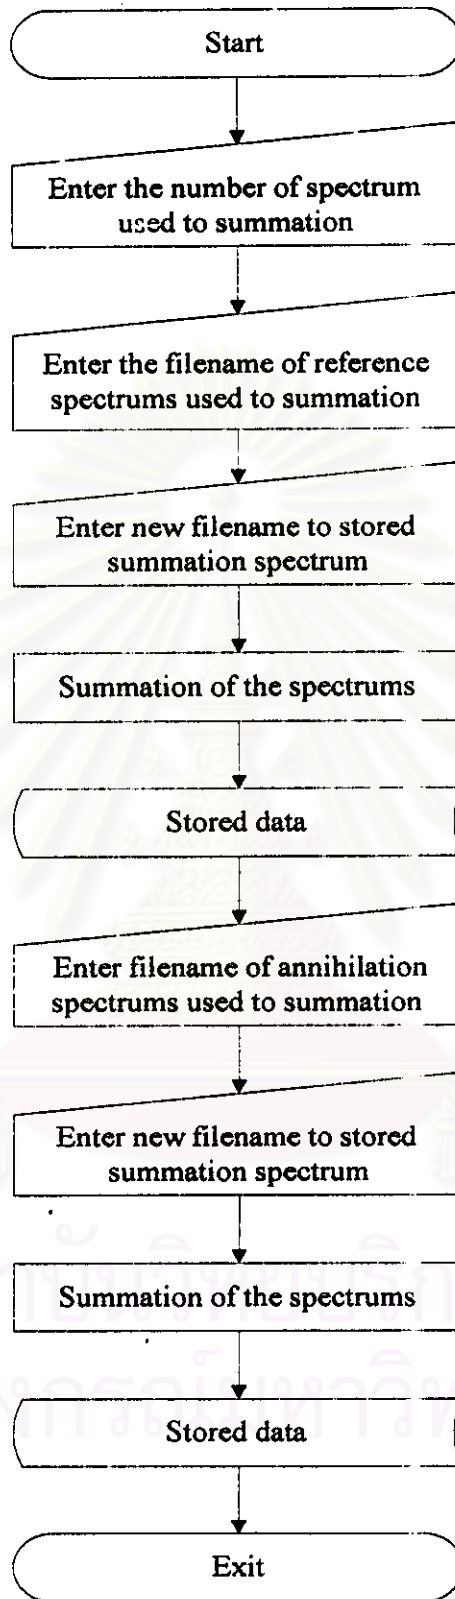 Start
Enter the number of spectrum
used to summation
Enter the filename of reference
spectrums used to summation
Enter new filename to stored
summation spectrum
Summation of the spectrums
Stored data
Enter filename of annihilation
spectrums used to summation
Enter new filename to stored
summation spectrum
Summation of the spectrums
Stored data
Exit